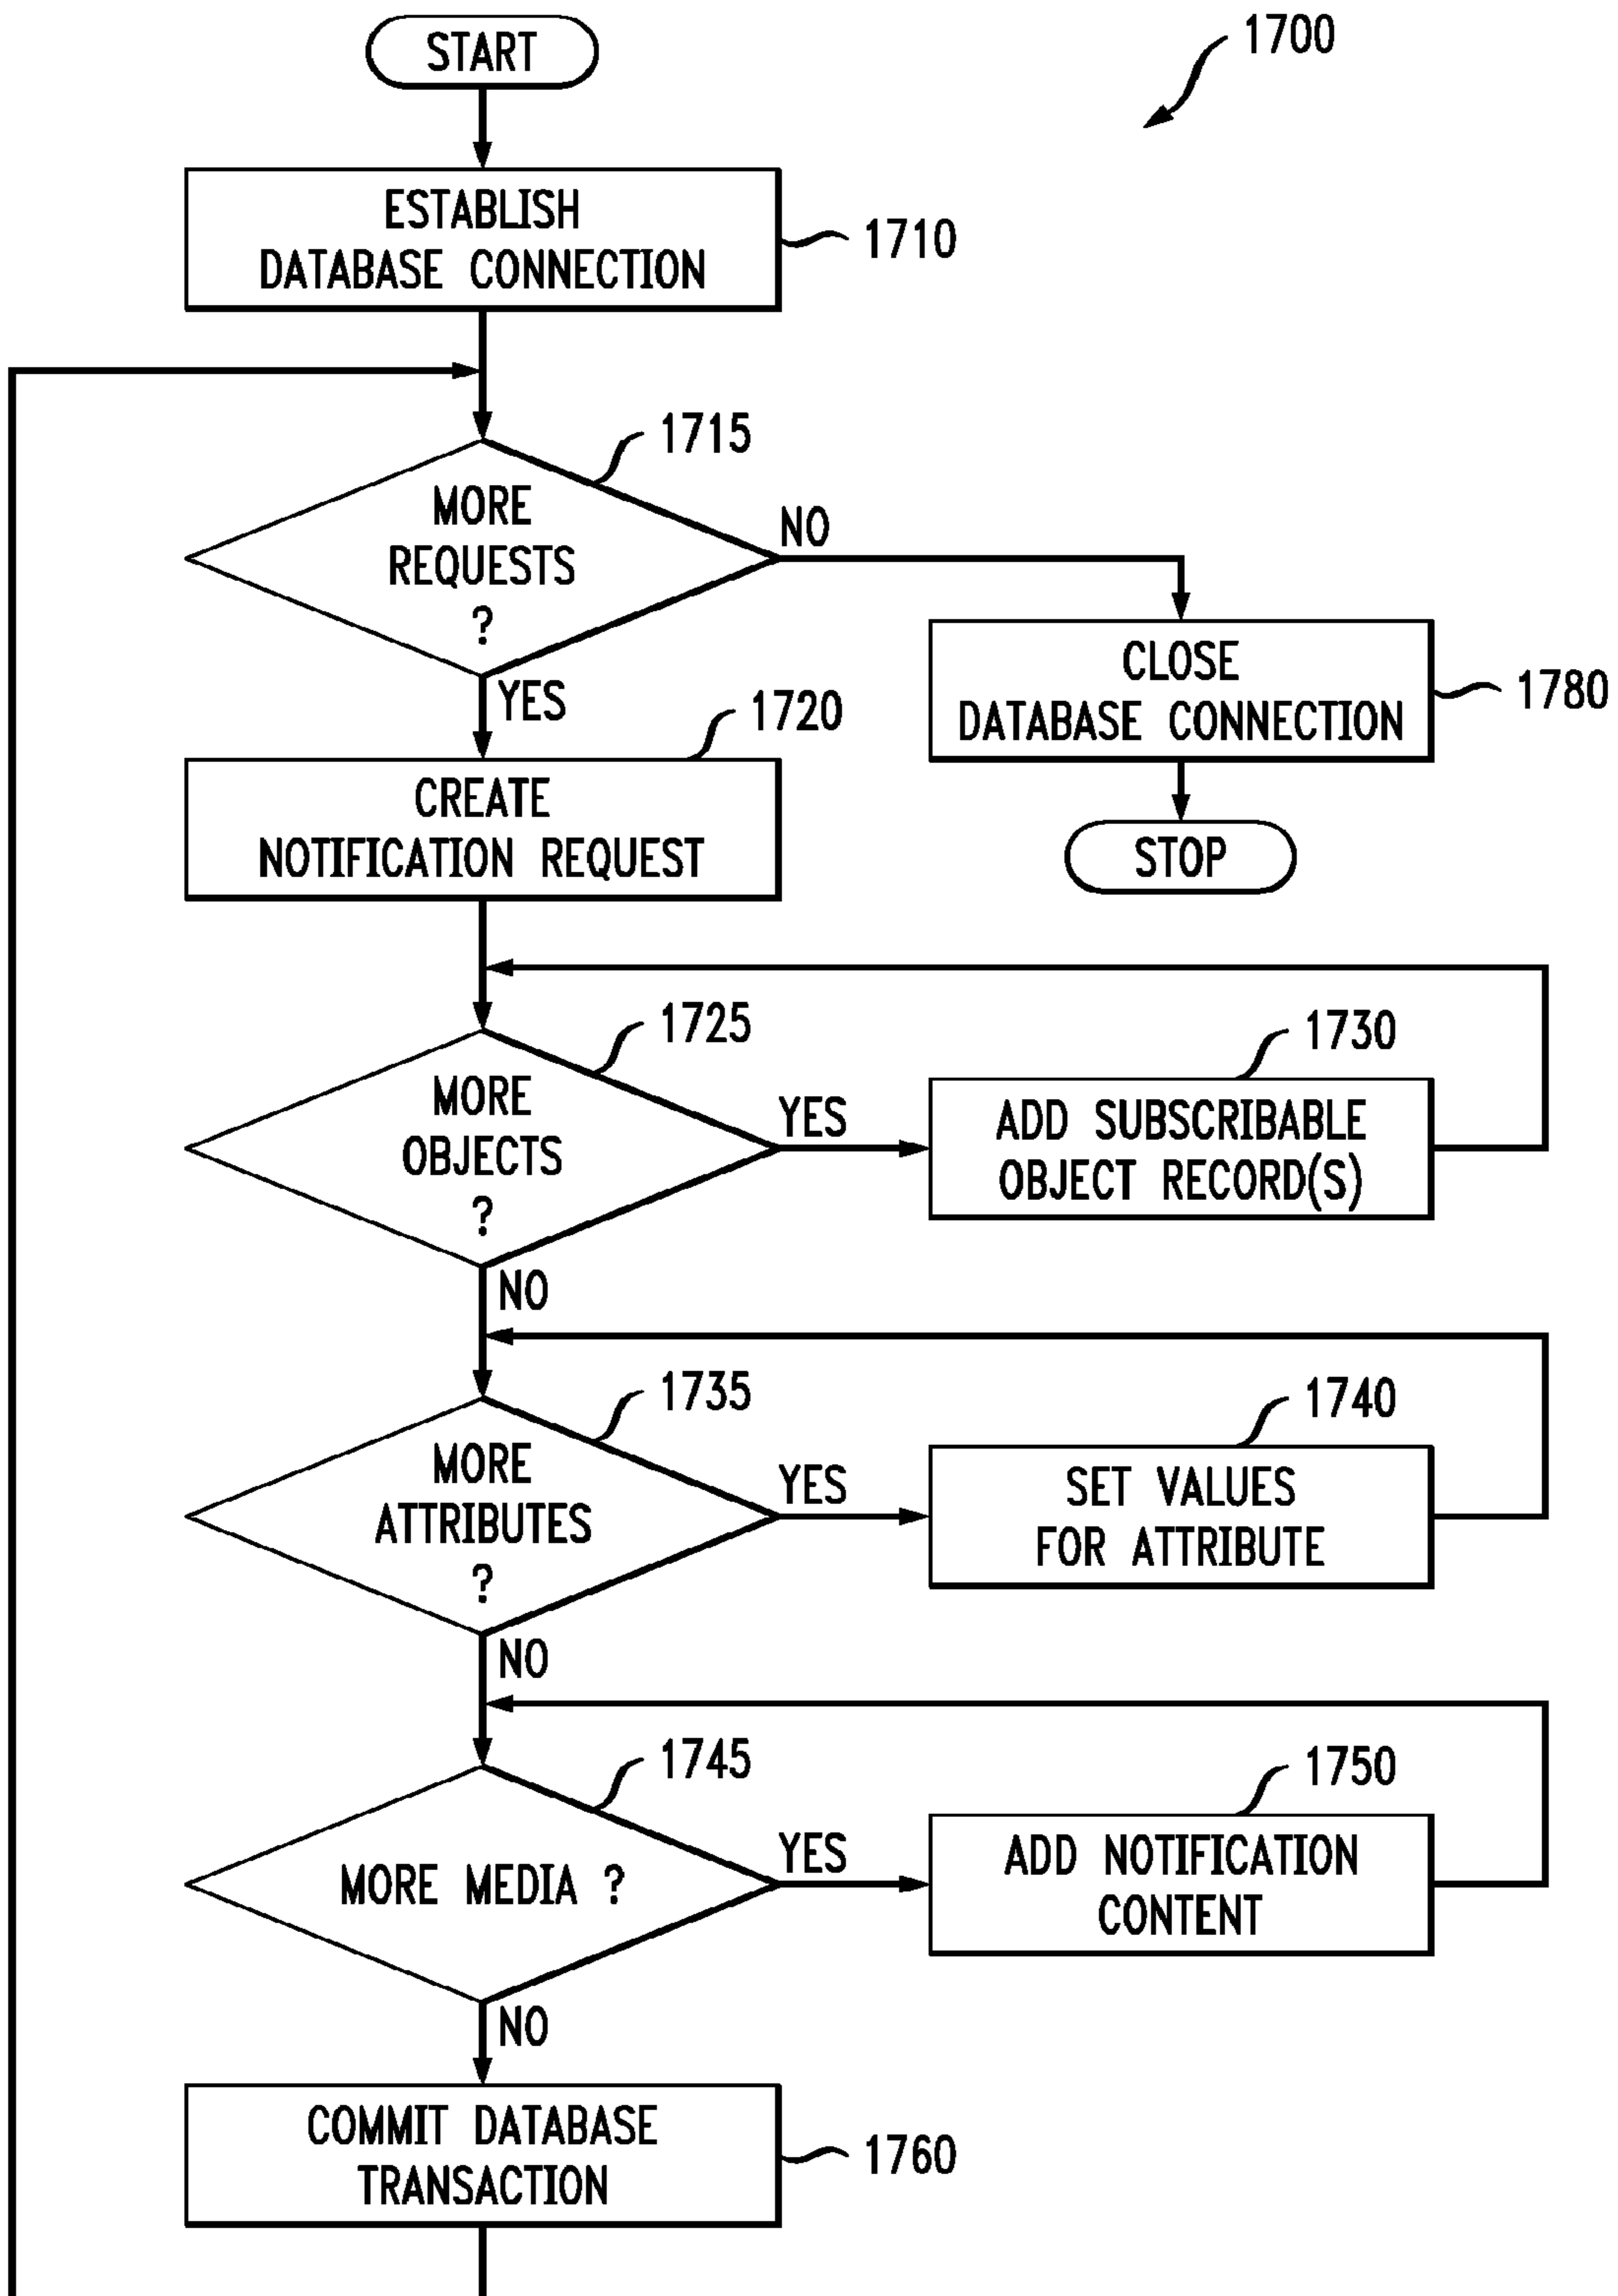 START
1700
ESTABLISH
DATABASE CONNECTION
1710
1715
MORE
REQUESTS
?
NO
YES
CLOSE
DATABASE CONNECTION
1780
1720
CREATE
NOTIFICATION REQUEST
STOP
1725
MORE
OBJECTS
?
YES
1730
ADD SUBSCRIBABLE
OBJECT RECORD(S)
NO
1735
MORE
ATTRIBUTES
?
YES
1740
SET VALUES
FOR ATTRIBUTE
NO
1745
MORE MEDIA ?
YES
1750
ADD NOTIFICATION
CONTENT
NO
COMMIT DATABASE
TRANSACTION
1760